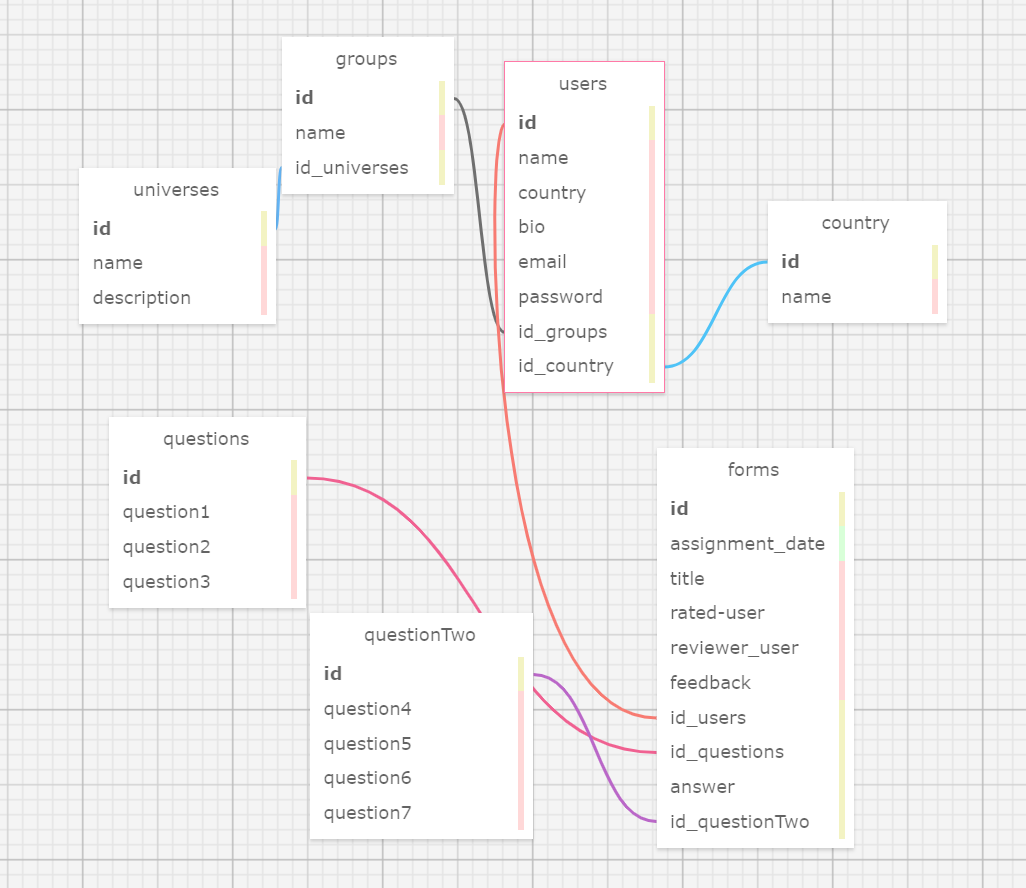 groups
id
name
id_universes
users
id
name
country
bio
email
password
id_groups
id_country
universes
id
name
description
country
id
name
questions
id
question1
question2
question3
forms
id
assignment_date
title
rated-user
reviewer_user
feedback
id_users
id_questions
answer
id_questionTwo
questionTwo
id
question4
question5
question6
question7